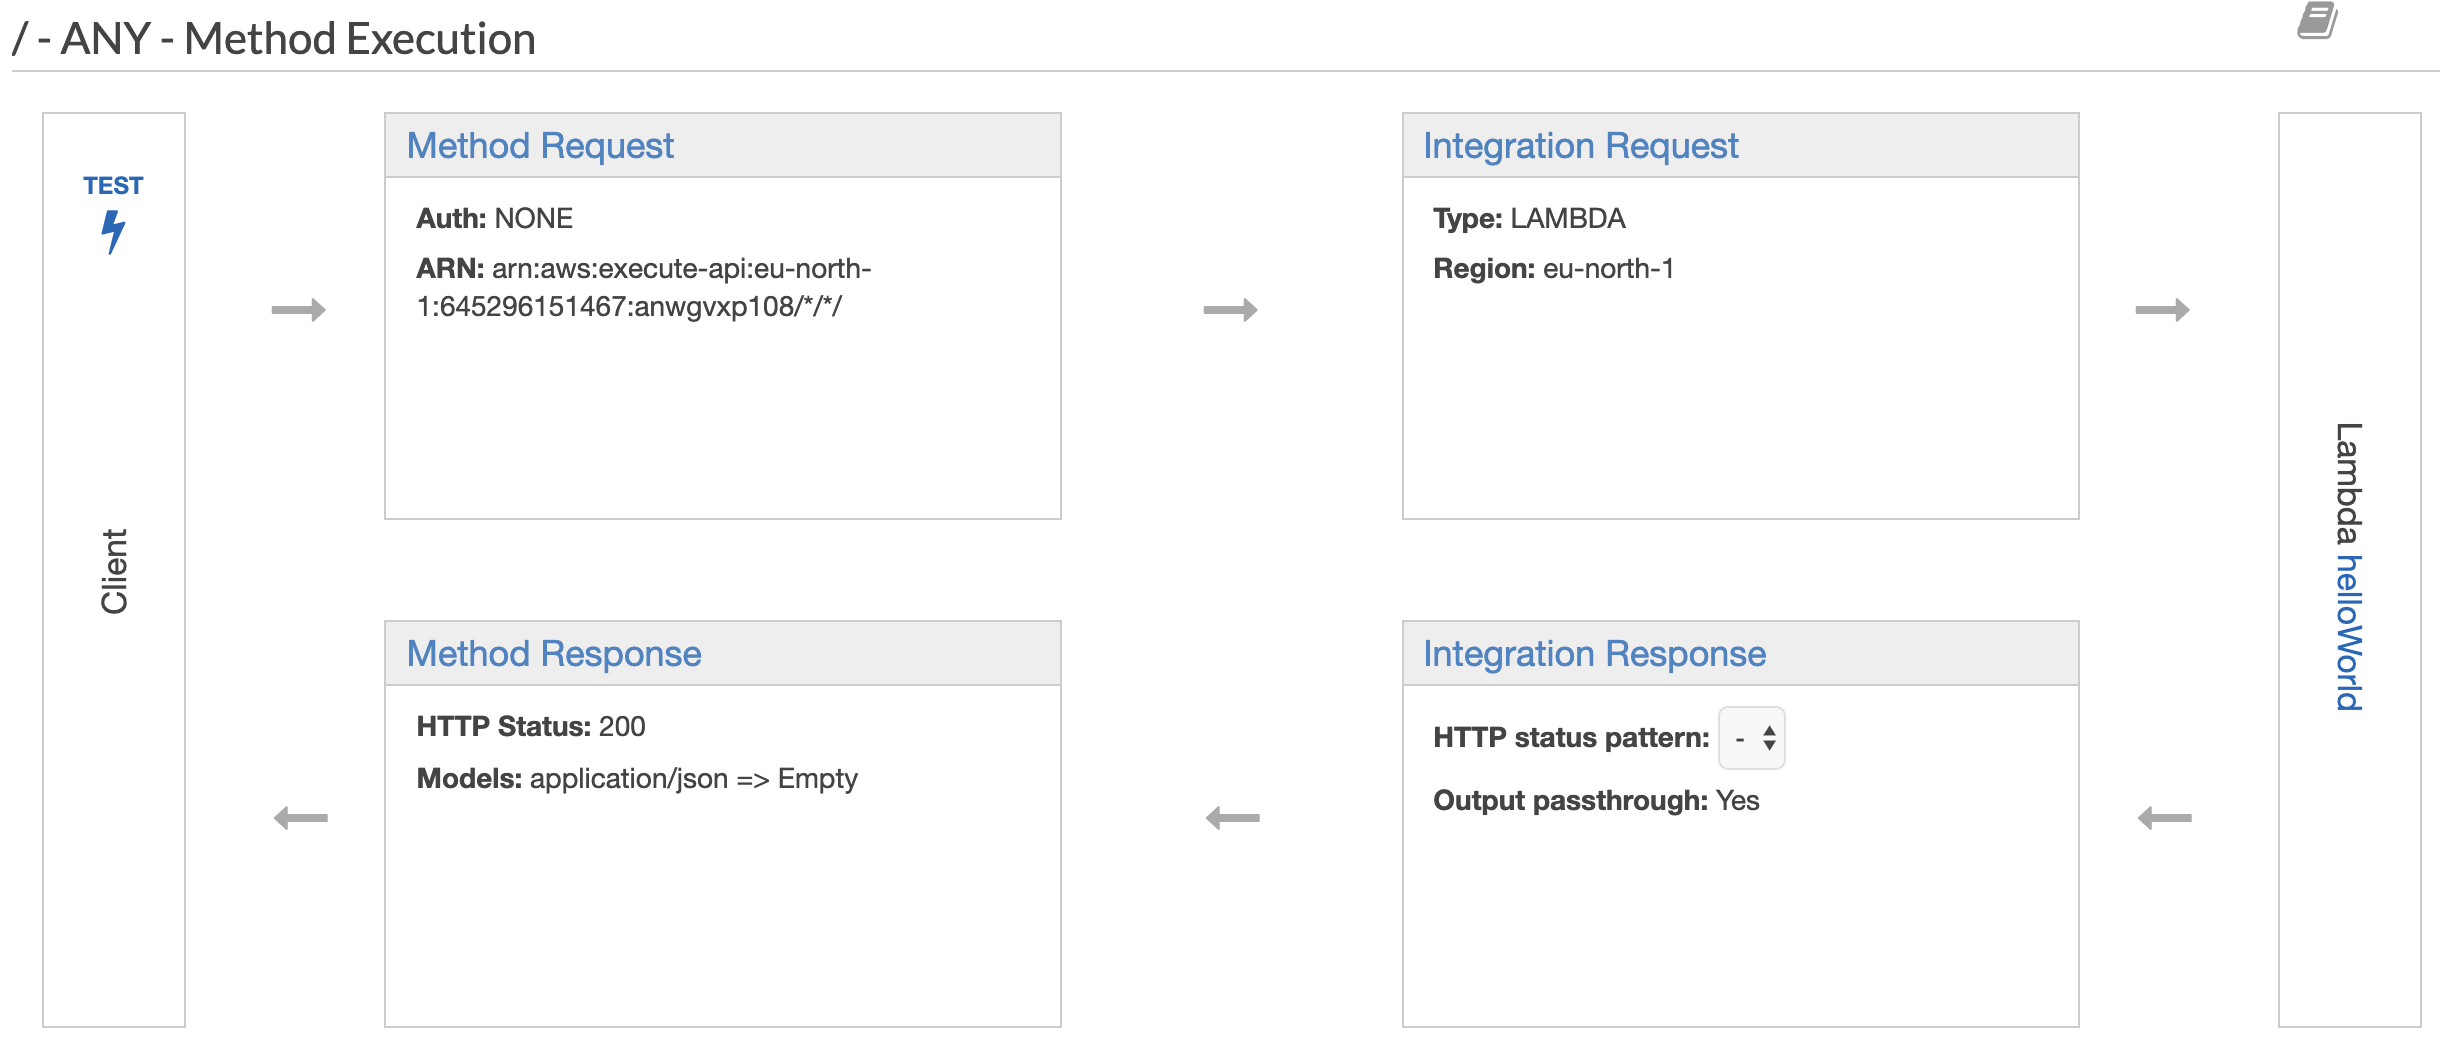 / - ANY - Method Execution
TEST
Client
Method Request
Auth: NONE
ARN: arn:aws:execute-api:eu-north-
1:645296151467:anwgvxp108/*/*/
Integration Request
Type: LAMBDA
Region: eu-north-1
Lambda helloWorld
Method Response
HTTP Status: 200
Models: application/json => Empty
Integration Response
HTTP status pattern: -
Output passthrough: Yes